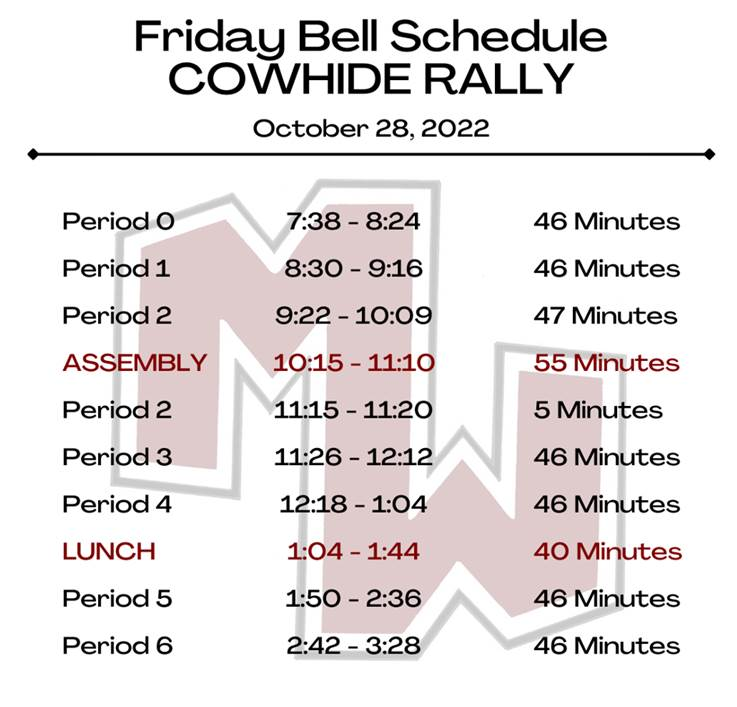 Friday Bell Schedule
COWHIDE RALLY
October 28, 2022
Period 0 7:38 - 8:24 46 Minutes
Period 1 8:30 - 9:16 46 Minutes
Period 2 9:22 - 10:09 47 Minutes
ASSEMBLY 10:15 - 11:10 55 Minutes
Period 2 11:15 - 11:20 5 Minutes
Period 3 11:26 - 12:12 46 Minutes
Period 4 12:18 - 1:04 46 Minutes
LUNCH 1:04 - 1:44 40 Minutes
Period 5 1:50 - 2:36 46 Minutes
Period 6 2:42 - 3:28 46 Minutes
MW